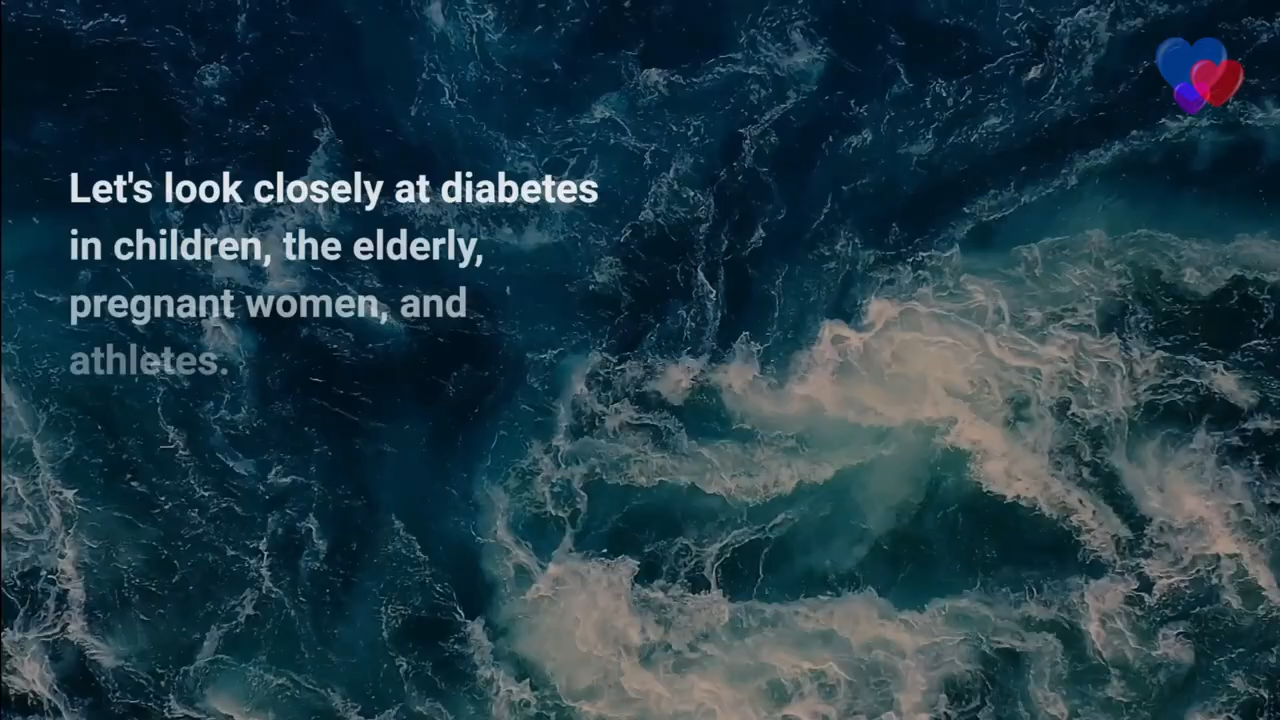 Let's look closely at diabetes
in children, the elderly,
pregnant women, and
athletes.